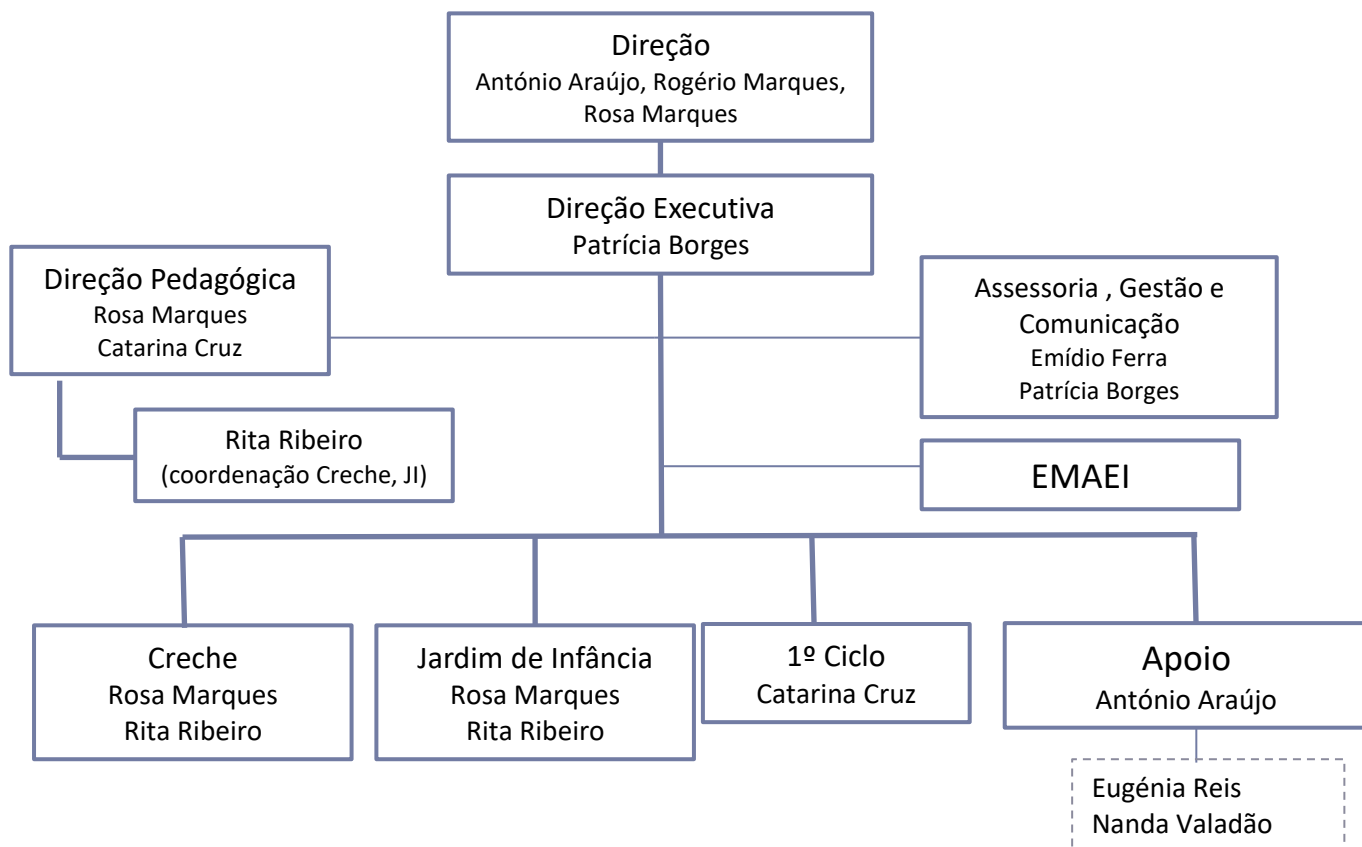 Direção
António Araújo, Rogério Marques,
Rosa Marques
Direção Executiva
Patrícia Borges
Direção Pedagógica
Rosa Marques
Catarina Cruz
Assessoria , Gestão e
Comunicação
Emídio Ferra
Patrícia Borges
Rita Ribeiro
(coordenação Creche, JI)
EMAEI
Creche
Rosa Marques
Rita Ribeiro
Jardim de Infância
Rosa Marques
Rita Ribeiro
1º Ciclo
Catarina Cruz
Apoio
António Araújo
Eugénia Reis
Nanda Valadão